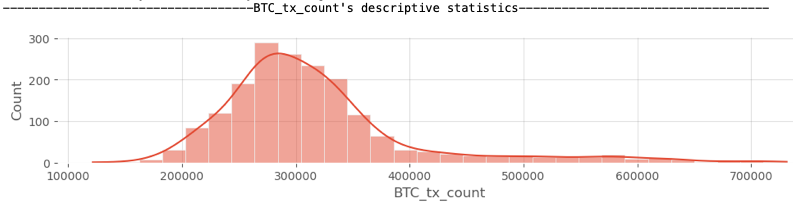 -----------------------------------BTC_tx_count's descriptive statistics-----------------------------------
300
200
100
0
Count
100000 200000 300000 400000 500000 600000 700000
BTC_tx_count